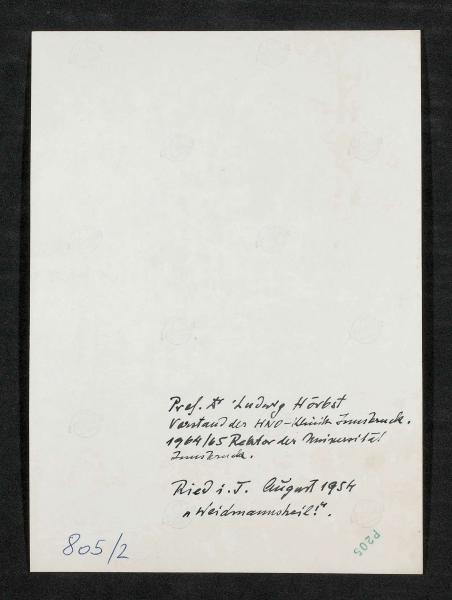 Prof. Dr Ludwig Hörbst
Vorstand der HNO-Klinik Innsbruck.
1964/65 Rektor der Universität
Innsbruck.
Ried i. T. August 1954
"Weidmannsheil!".
805/2
P205